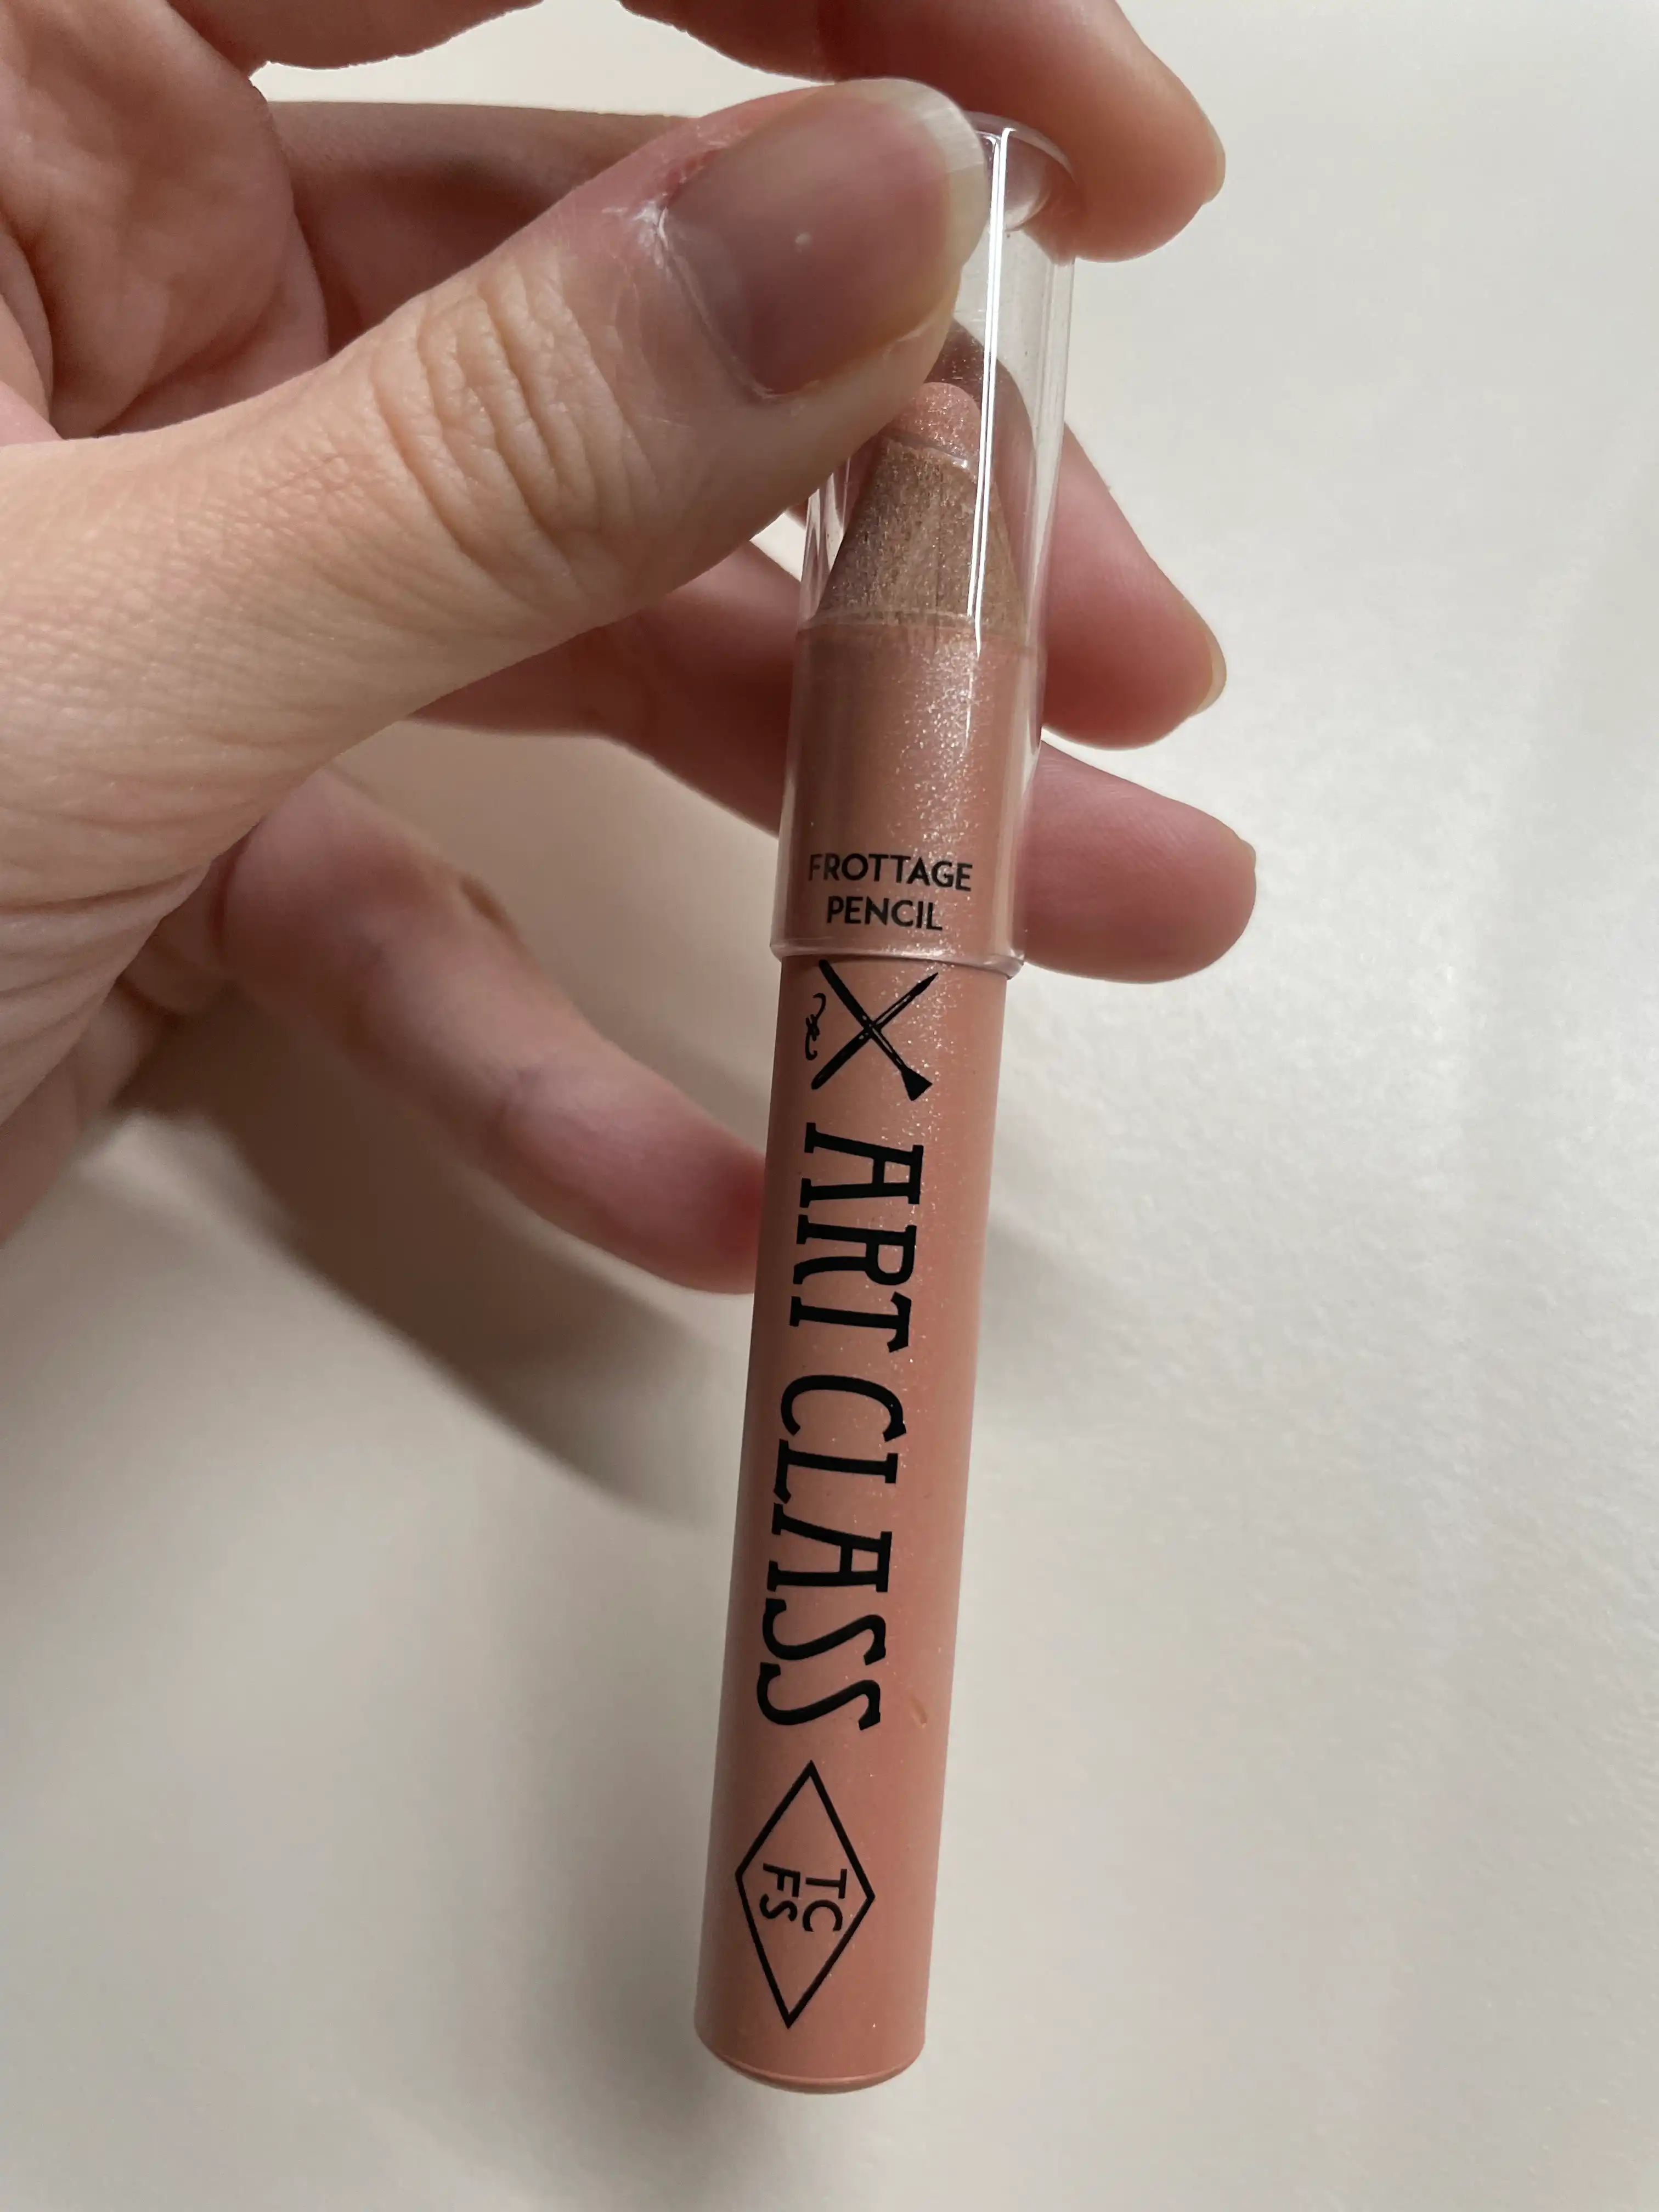 FROTTAGE
PENCIL
ART CLASS
TC
FS